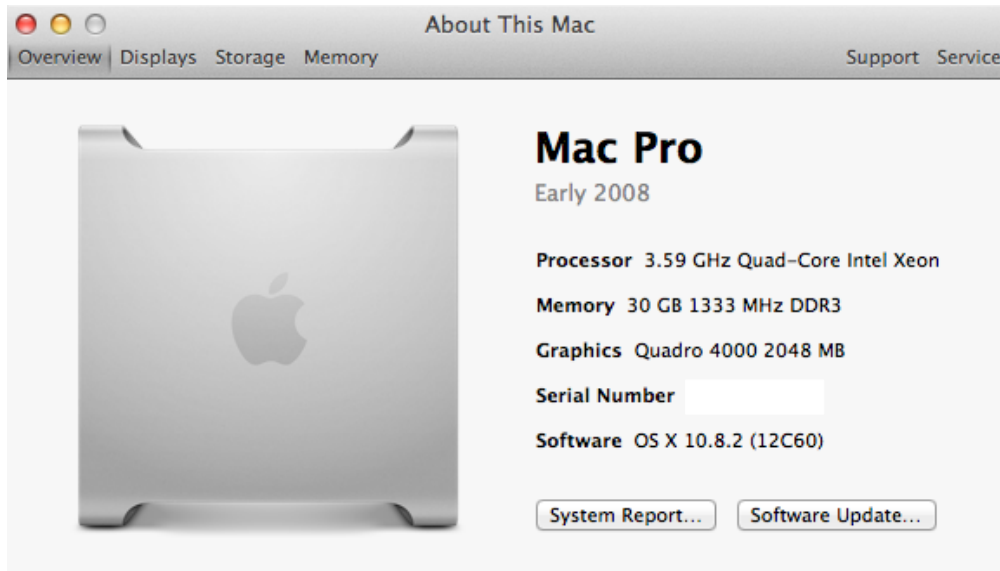 About This Mac
Overview Displays Storage Memory Support Service
Mac Pro
Early 2008
Processor 3.59 GHz Quad-Core Intel Xeon
Memory 30 GB 1333 MHz DDR3
Graphics Quadro 4000 2048 MB
Serial Number
Software OS X 10.8.2 (12C60)
System Report... Software Update...